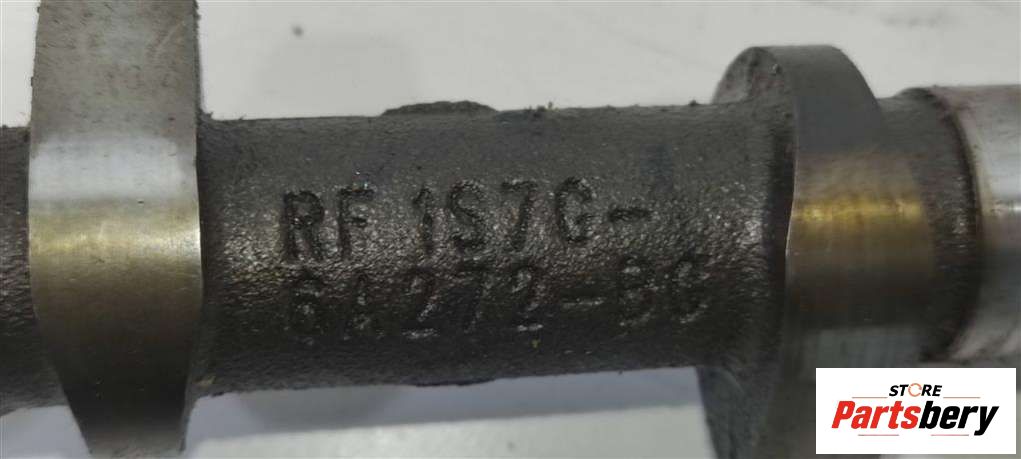 RF 1S7G-
6A272-BC
STORE
Partsbery